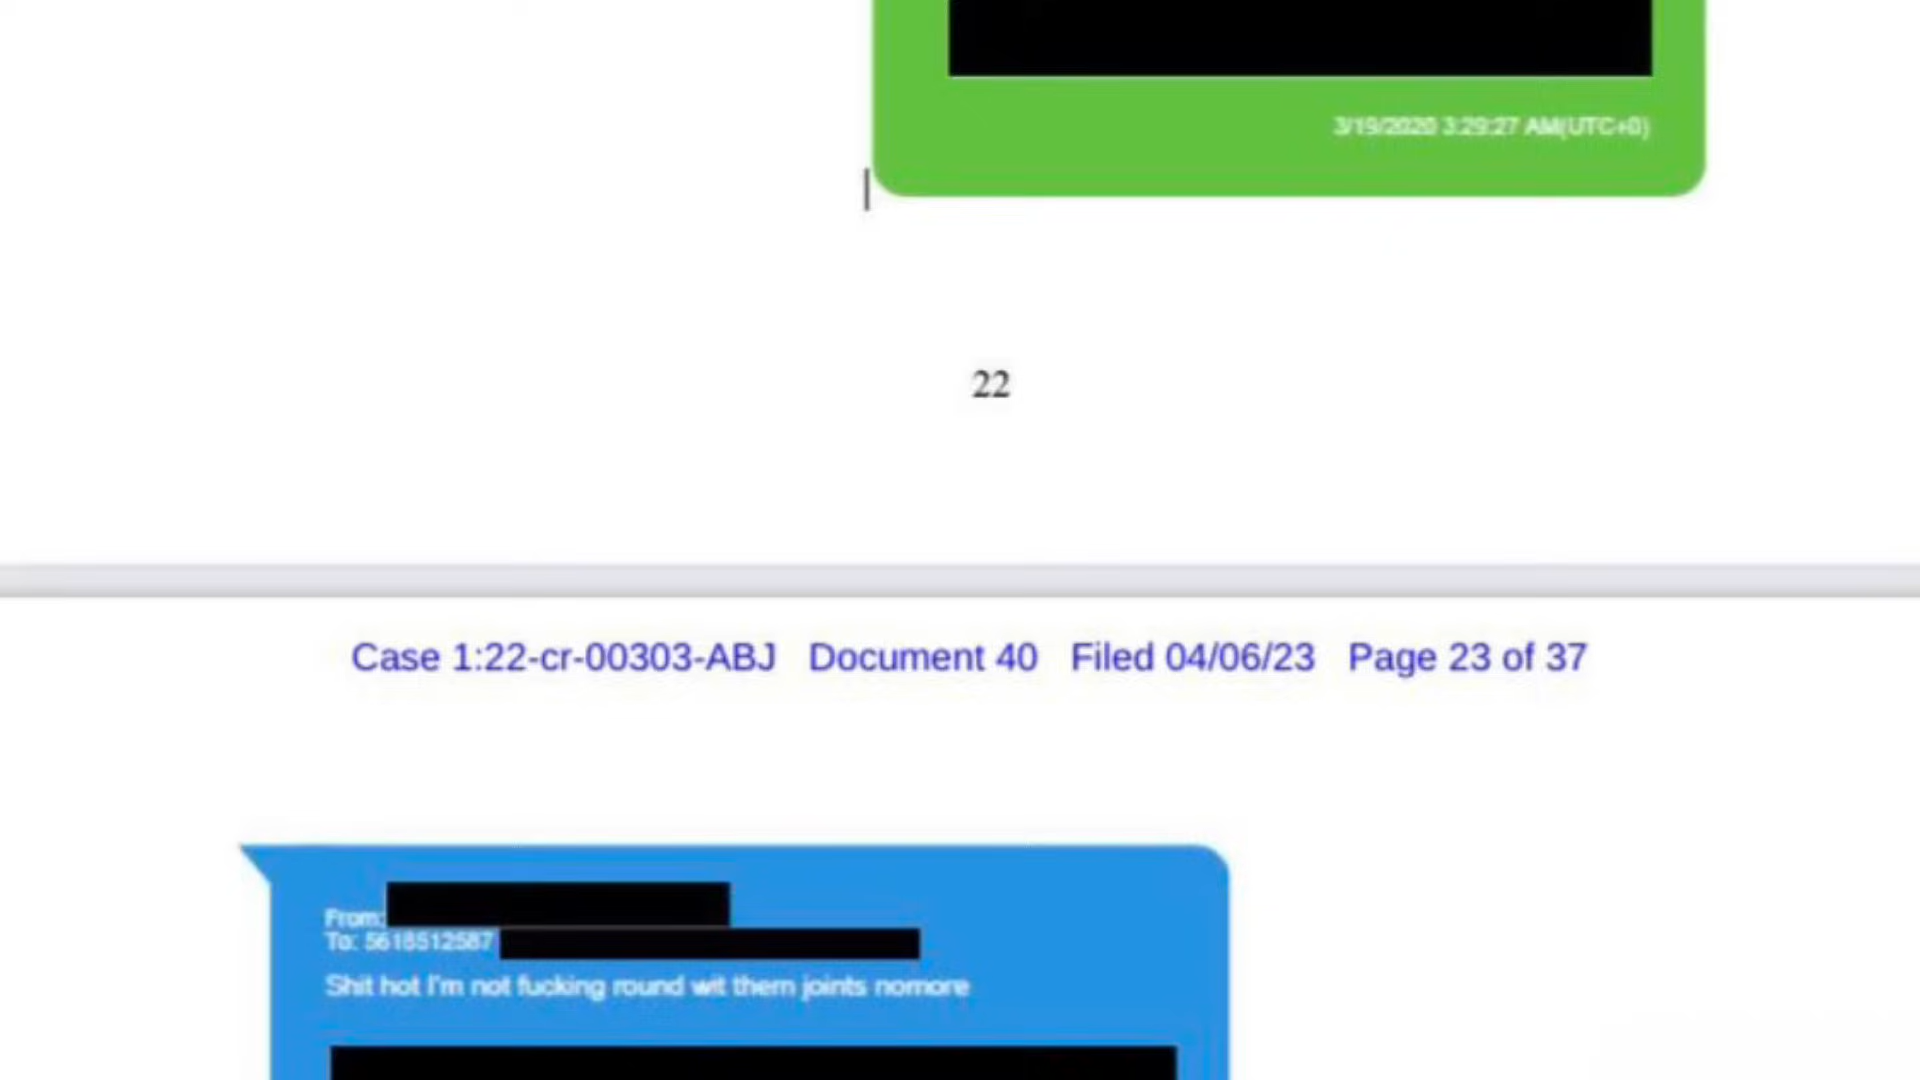 3/19/2020 3:29:27 AM(UTC+0)
22
Case 1:22-cr-00303-ABJ Document 40 Filed 04/06/23 Page 23 of 37
From:
To: 5618512587
Shit hot I'm not fucking round wit them joints nomore